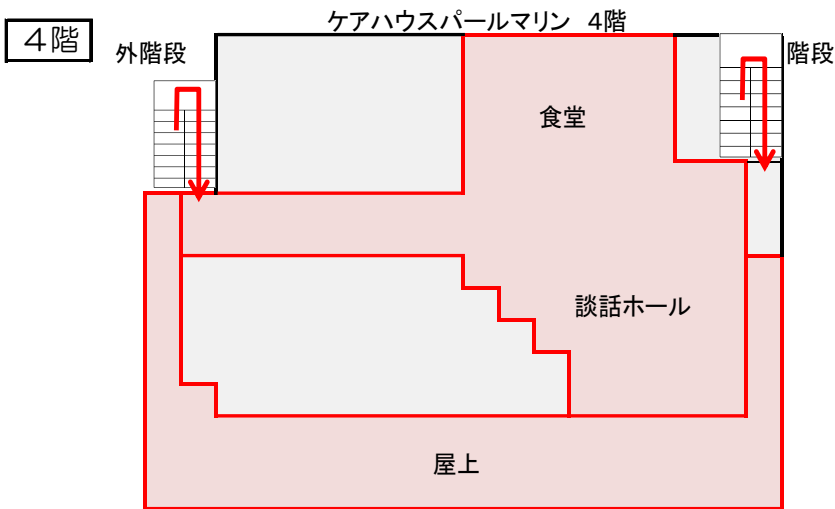 ケアハウスパールマリン 4階
４階
外階段
階段
食堂
談話ホール
屋上